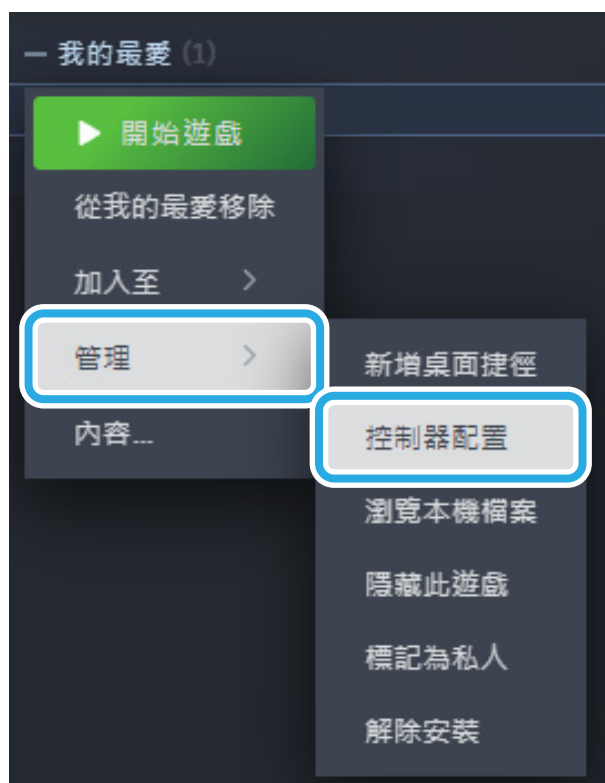 — 我的最愛 (1)
▶ 開始遊戲
從我的最愛移除
加入至 >
管理 >
內容...
新增桌面捷徑
控制器配置
瀏覽本機檔案
隱藏此遊戲
標記為私人
解除安裝